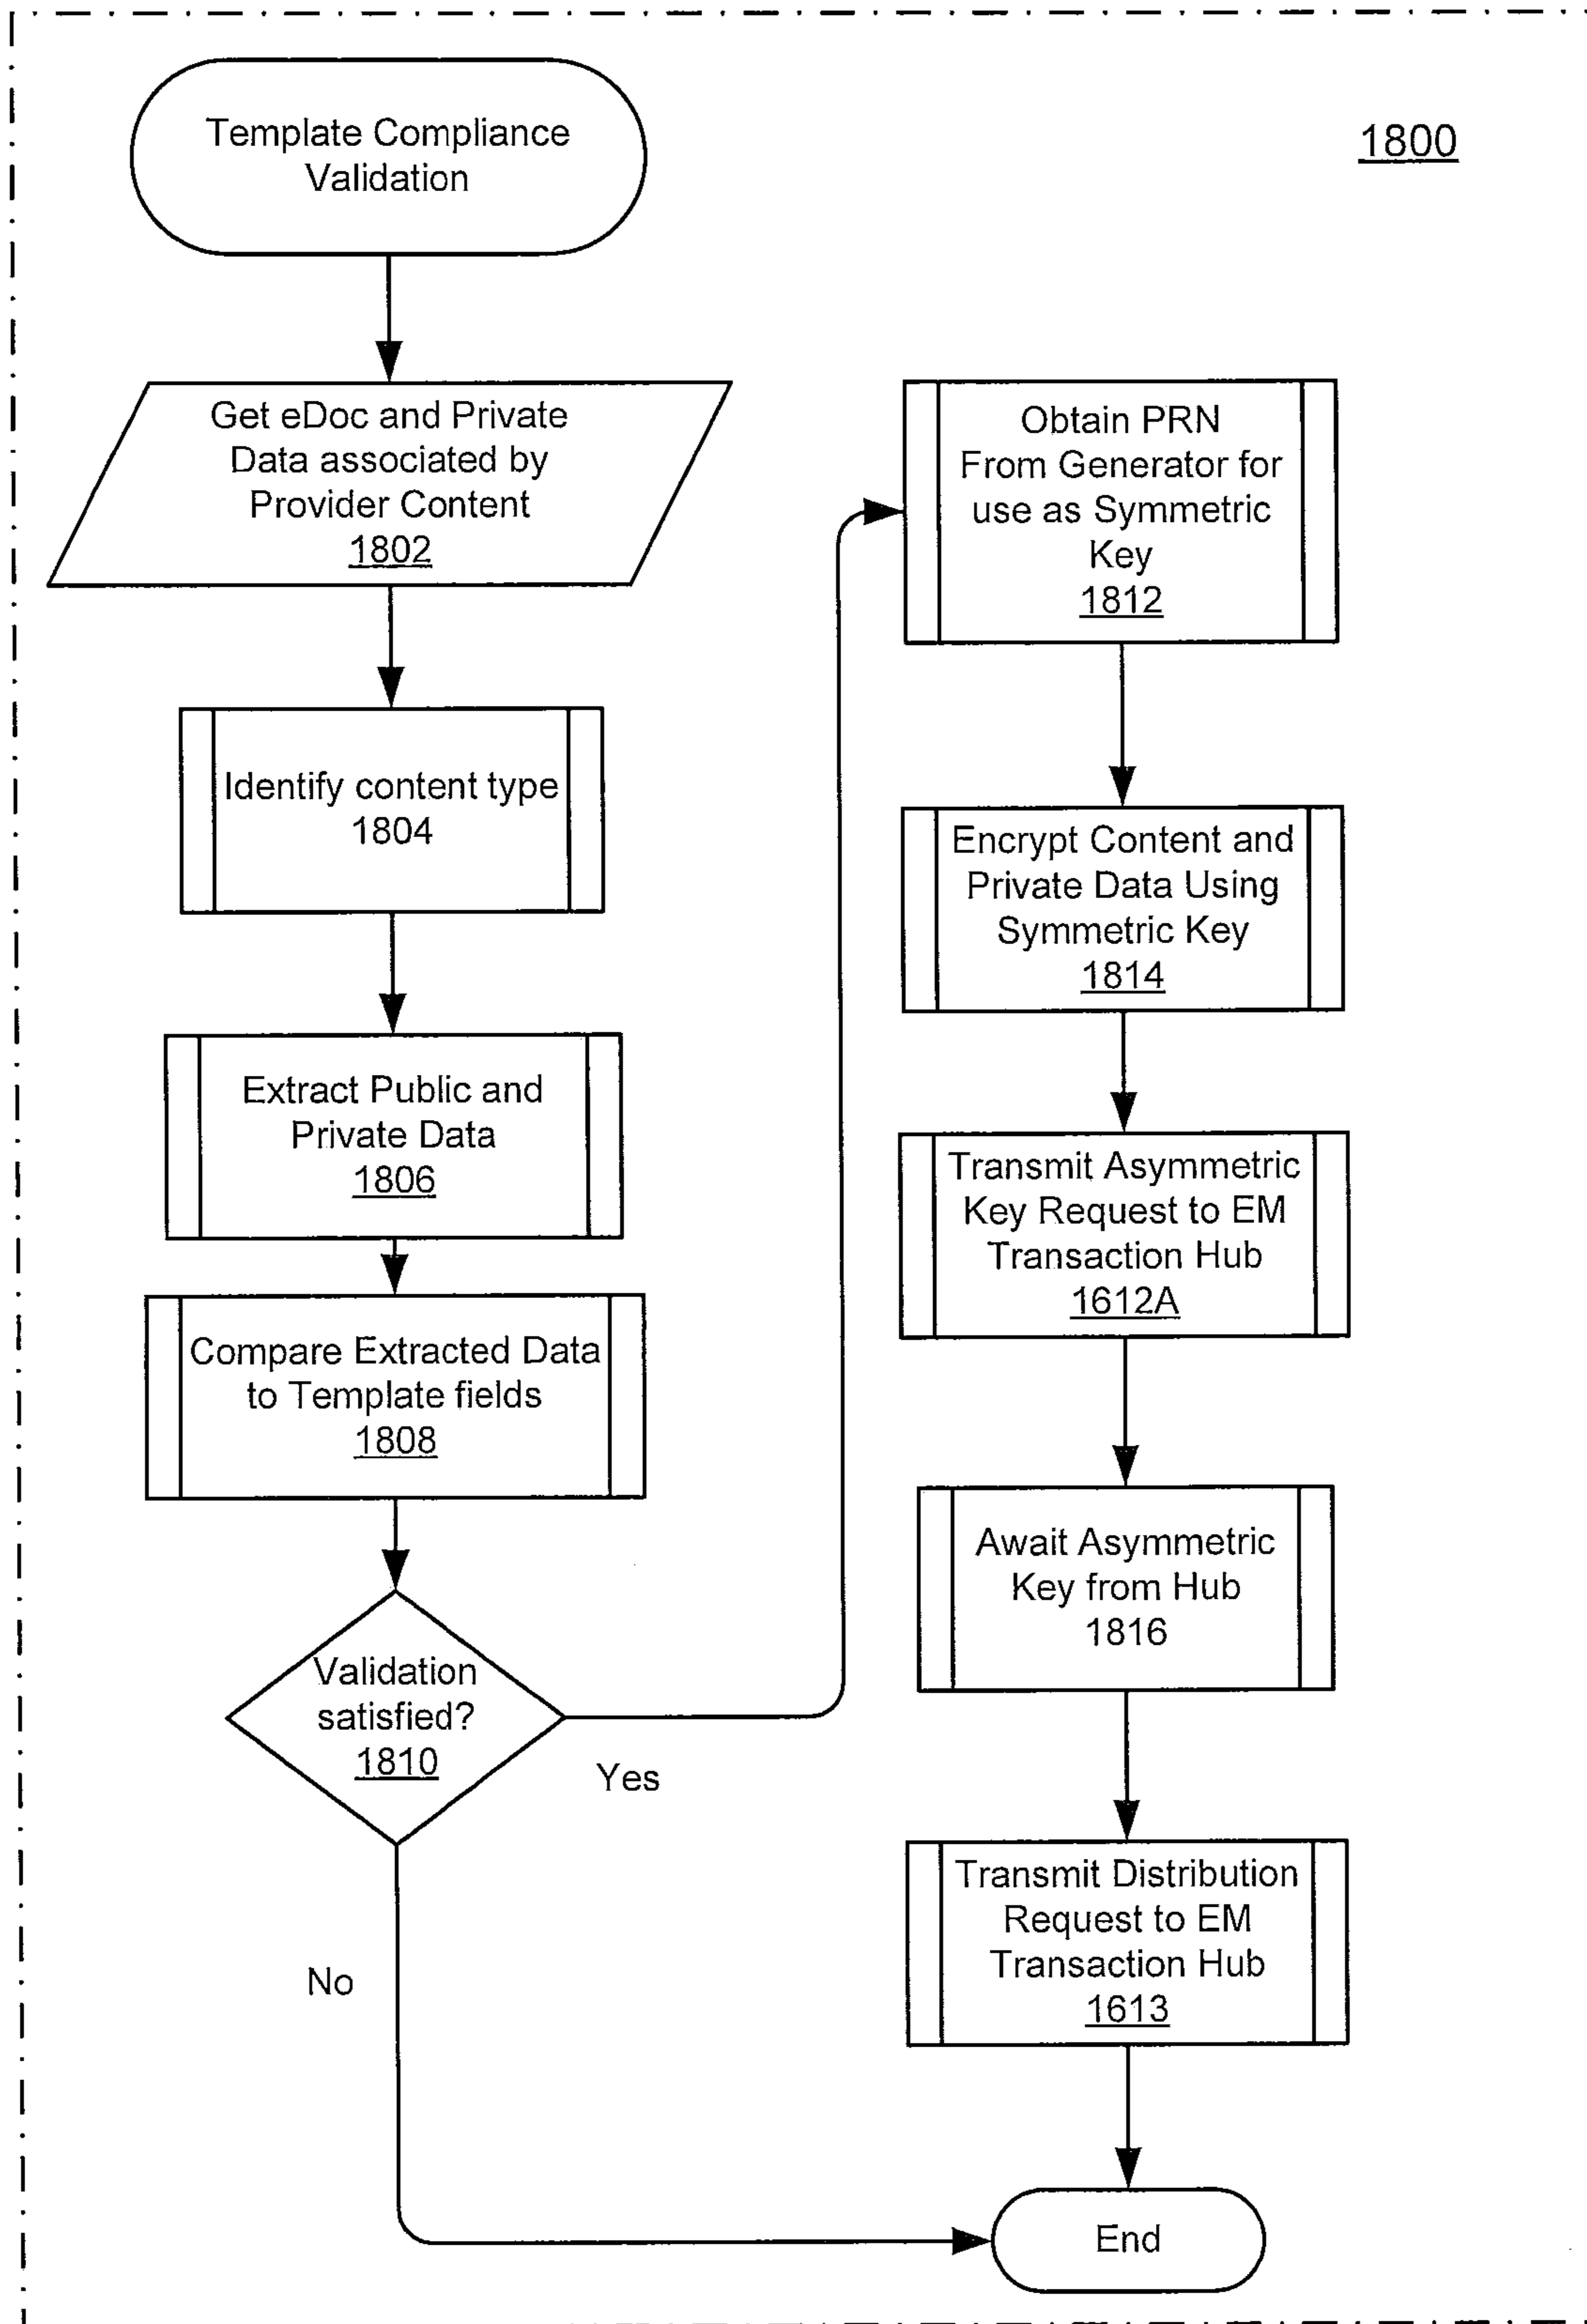 1800
Template Compliance
Validation
Get eDoc and Private
Data associated by
Provider Content
1802
Identify content type
1804
Extract Public and
Private Data
1806
Compare Extracted Data
to Template fields
1808
Validation
satisfied?
1810
Yes
No
Obtain PRN
From Generator for
use as Symmetric
Key
1812
Encrypt Content and
Private Data Using
Symmetric Key
1814
Transmit Asymmetric
Key Request to EM
Transaction Hub
1612A
Await Asymmetric
Key from Hub
1816
Transmit Distribution
Request to EM
Transaction Hub
1613
End